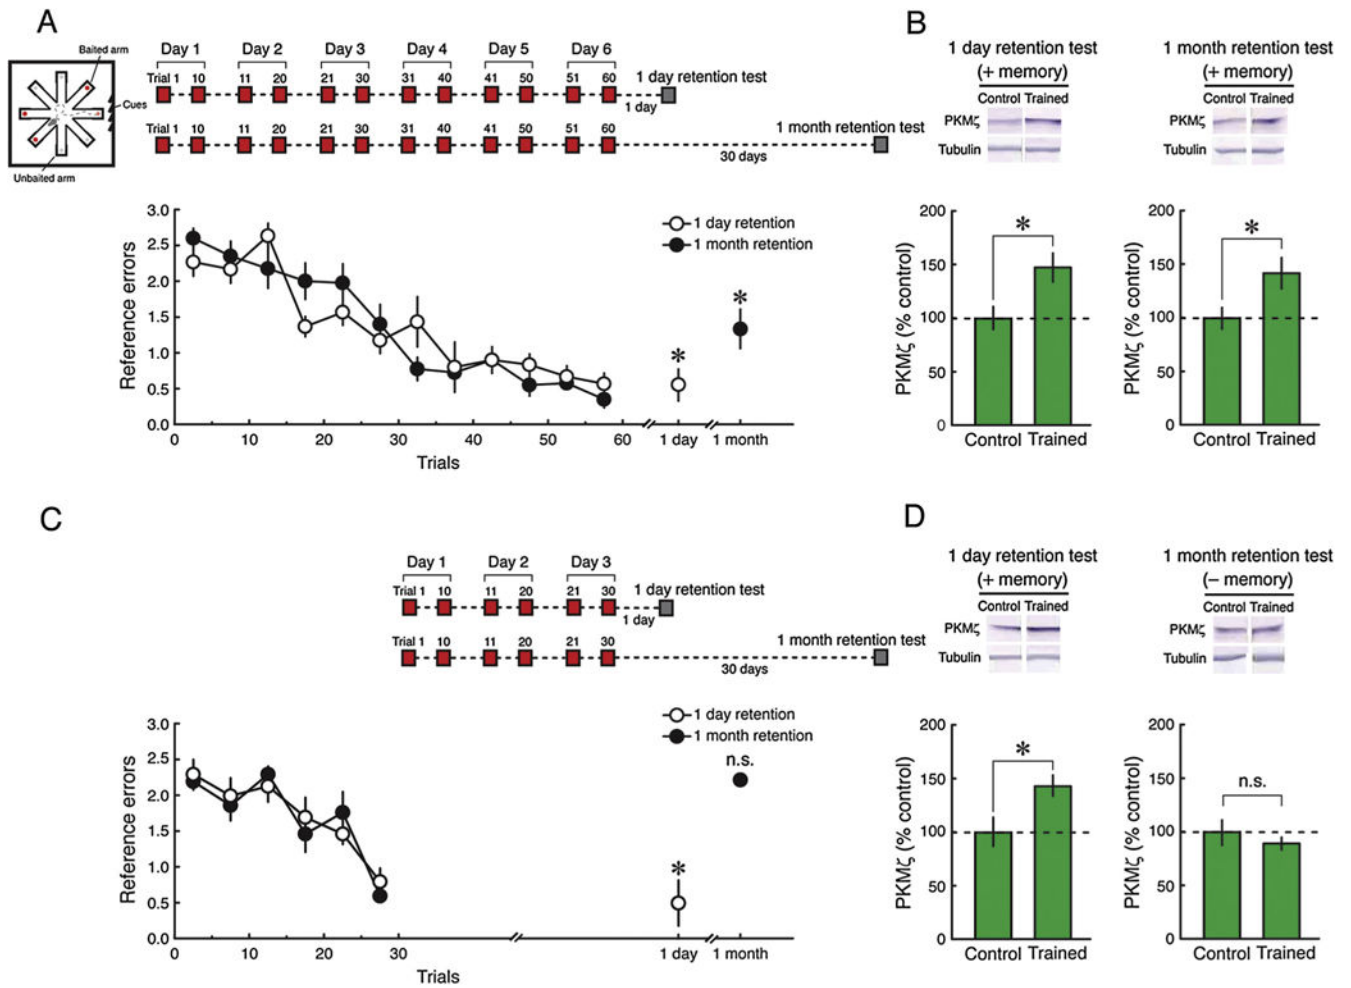 A
Baited arm
Cues
Unbaited arm
Day 1 Day 2 Day 3 Day 4 Day 5 Day 6
Trial 1 10 11 20 21 30 31 40 41 50 51 60
1 day retention test
1 day
Trial 1 10 11 20 21 30 31 40 41 50 51 60
1 month retention test
30 days
Reference errors
3.0
2.5
2.0
1.5
1.0
0.5
0.0
1 day retention
1 month retention
*
*
0 10 20 30 40 50 60 1 day 1 month
Trials
B
1 day retention test
(+ memory)
Control Trained
PKMζ
Tubulin
PKMζ (% control)
200
150
100
50
0
*
Control Trained
1 month retention test
(+ memory)
Control Trained
PKMζ
Tubulin
PKMζ (% control)
200
150
100
50
0
*
Control Trained
C
Day 1 Day 2 Day 3
Trial 1 10 11 20 21 30
1 day retention test
1 day
Trial 1 10 11 20 21 30
1 month retention test
30 days
Reference errors
3.0
2.5
2.0
1.5
1.0
0.5
0.0
1 day retention
1 month retention
n.s.
*
0 10 20 30 1 day 1 month
Trials
D
1 day retention test
(+ memory)
Control Trained
PKMζ
Tubulin
PKMζ (% control)
200
150
100
50
0
*
Control Trained
1 month retention test
(– memory)
Control Trained
PKMζ
Tubulin
PKMζ (% control)
200
150
100
50
0
n.s.
Control Trained